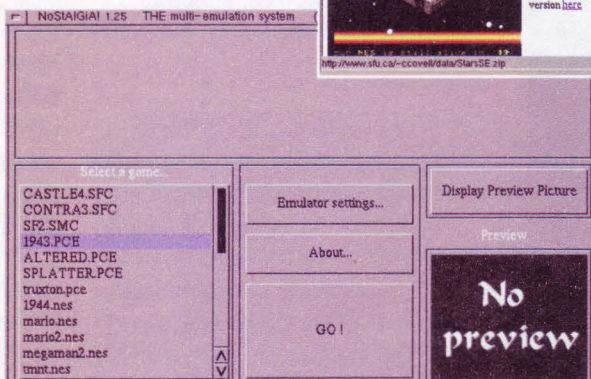 NoStAlGiA! 1.25 THE multi-emulation system (
version here
http://www.sfu.ca/~ccovell/data/StarsSE.zip
Select a game...
CASTLE4.SFC
CONTRA3.SFC
SF2.SMC
1943.PCE
ALTERED.PCE
SPLATTER.PCE
truxton.pce
1944.nes
mario.nes
mario2.nes
megaman2.nes
tmnt.nes
Emulator settings...
About...
GO !
Display Preview Picture
Preview
No
preview